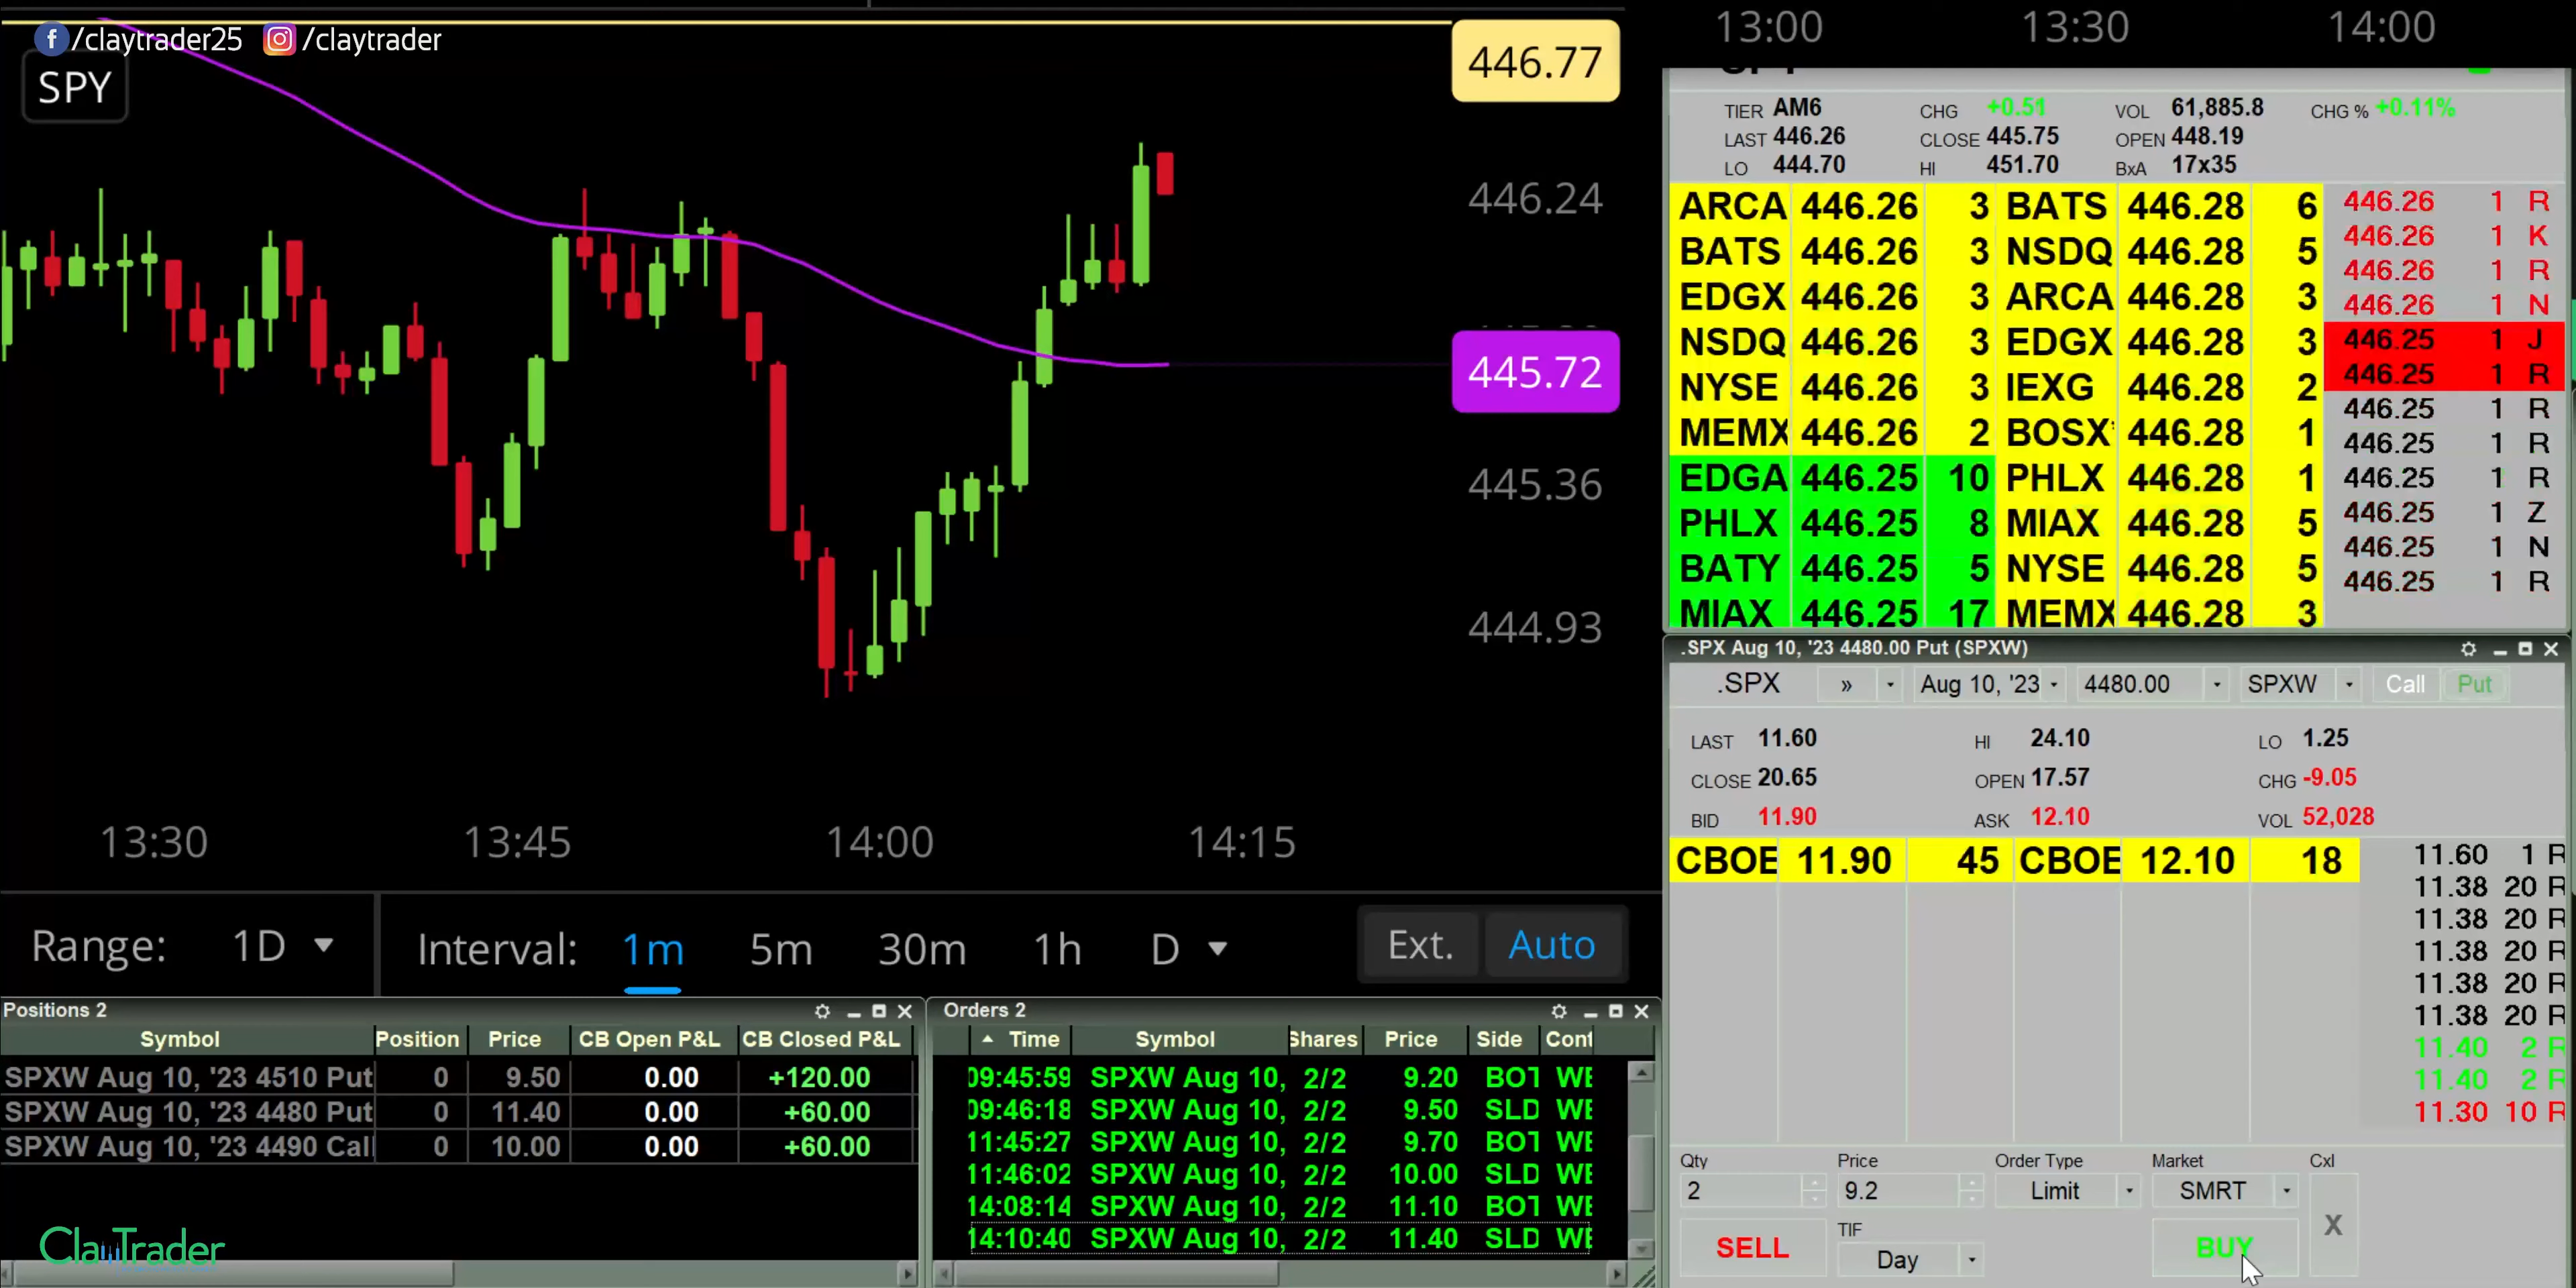 /claytrader25 /claytrader
SPY
446.77
446.24
445.72
445.36
444.93
13:30 13:45 14:00 14:15
Range: 1D Interval: 1m 5m 30m 1h D Ext. Auto
Positions 2
Symbol Position Price CB Open P&L CB Closed P&L
SPXW Aug 10, '23 4510 Put 0 9.50 0.00 +120.00
SPXW Aug 10, '23 4480 Put 0 11.40 0.00 +60.00
SPXW Aug 10, '23 4490 Call 0 10.00 0.00 +60.00
ClayTrader
Orders 2
Time Symbol Shares Price Side Cont
09:45:59 SPXW Aug 10, 2/2 9.20 BOT
09:46:18 SPXW Aug 10, 2/2 9.50 SLD
11:45:27 SPXW Aug 10, 2/2 9.70 BOT
11:46:02 SPXW Aug 10, 2/2 10.00 SLD
14:08:14 SPXW Aug 10, 2/2 11.10 BOT
14:10:40 SPXW Aug 10, 2/2 11.40 SLD
13:00 13:30 14:00
TIER AM6 CHG +0.51 VOL 61,885.8 CHG % +0.11%
LAST 446.26 CLOSE 445.75 OPEN 448.19
LO 444.70 HI 451.70 BxA 17x35
ARCA 446.26 3 BATS 446.28 6 446.26 1 R
BATS 446.26 3 NSDQ 446.28 5 446.26 1 K
EDGX 446.26 3 ARCA 446.28 3 446.26 1 R
NSDQ 446.26 3 EDGX 446.28 3 446.26 1 N
NYSE 446.26 3 IEXG 446.28 2 446.25 1 J
MEMX 446.26 2 BOSX 446.28 1 446.25 1 R
EDGA 446.25 10 PHLX 446.28 1 446.25 1 R
PHLX 446.25 8 MIAX 446.28 5 446.25 1 R
BATY 446.25 5 NYSE 446.28 5 446.25 1 R
MIAX 446.25 17 MEMX 446.28 3 446.25 1 Z
446.25 1 N
446.25 1 R
.SPX Aug 10, '23 4480.00 Put (SPXW)
.SPX » Aug 10, '23 4480.00 SPXW Call Put
LAST 11.60 HI 24.10 LO 1.25
CLOSE 20.65 OPEN 17.57 CHG -9.05
BID 11.90 ASK 12.10 VOL 52,028
CBOE 11.90 45 CBOE 12.10 18
11.60 1 R
11.38 20 R
11.38 20 R
11.38 20 R
11.38 20 R
11.38 20 R
11.40 2 R
11.40 2 R
11.30 10 R
Qty Price Order Type Market Cxl
2 9.2 Limit SMRT X
SELL TIF Day BUY